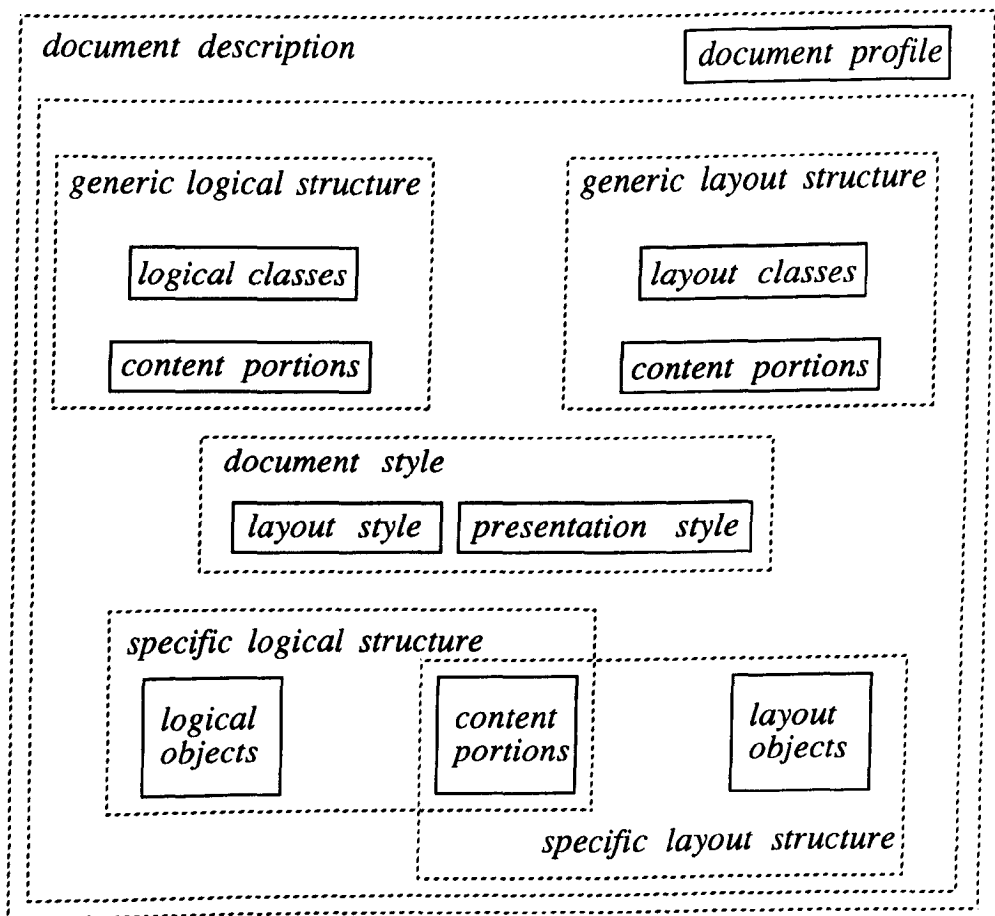 document description
document profile
generic logical structure
logical classes
content portions
generic layout structure
layout classes
content portions
document style
layout style
presentation style
specific logical structure
logical
objects
content
portions
layout
objects
specific layout structure